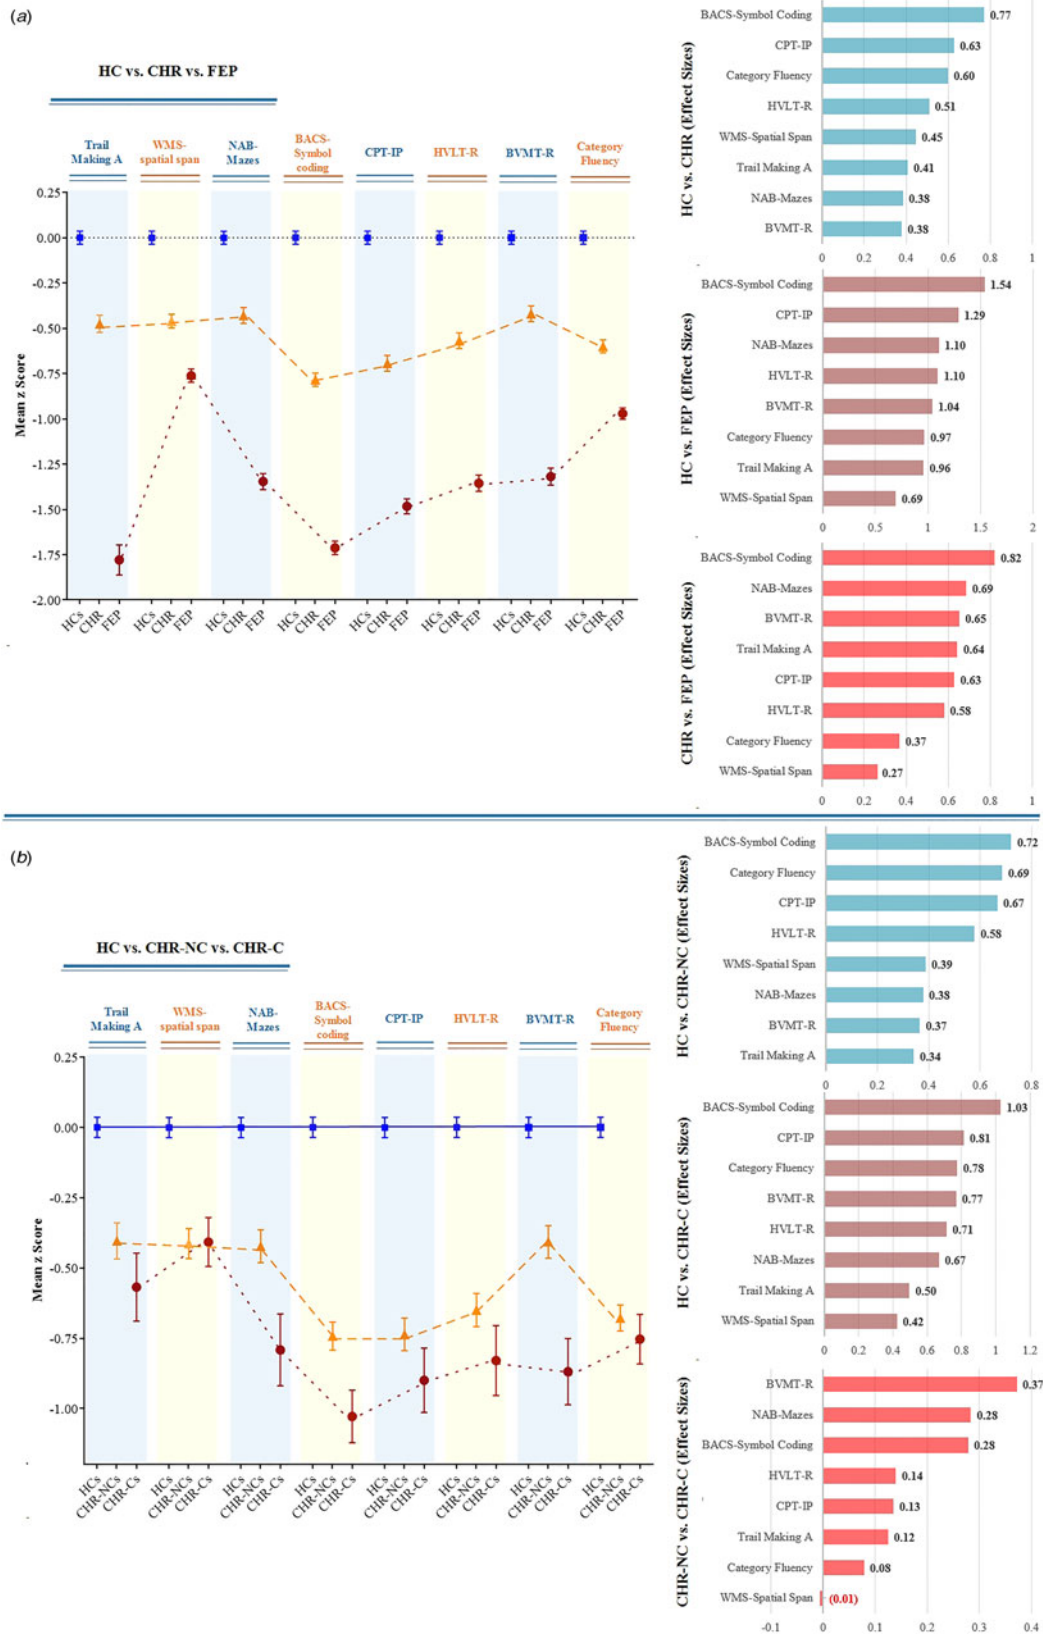 (a)
HC vs. CHR vs. FEP
Trail
Making A
WMS-
spatial span
NAB-
Mazes
BACS-
Symbol
coding
CPT-IP
HVLT-R
BVMT-R
Category
Fluency
Mean z Score
0.25
0.00
-0.25
-0.50
-0.75
-1.00
-1.25
-1.50
-1.75
-2.00
HCs
CHR
FEP
HCs
CHR
FEP
HCs
CHR
FEP
HCs
CHR
FEP
HCs
CHR
FEP
HCs
CHR
FEP
HCs
CHR
FEP
HCs
CHR
FEP
HC vs. CHR (Effect Sizes)
BACS-Symbol Coding 0.77
CPT-IP 0.63
Category Fluency 0.60
HVLT-R 0.51
WMS-Spatial Span 0.45
Trail Making A 0.41
NAB-Mazes 0.38
BVMT-R 0.38
0 0.2 0.4 0.6 0.8 1
HC vs. FEP (Effect Sizes)
BACS-Symbol Coding 1.54
CPT-IP 1.29
NAB-Mazes 1.10
HVLT-R 1.10
BVMT-R 1.04
Category Fluency 0.97
Trail Making A 0.96
WMS-Spatial Span 0.69
0 0.5 1 1.5 2
CHR vs. FEP (Effect Sizes)
BACS-Symbol Coding 0.82
NAB-Mazes 0.69
BVMT-R 0.65
Trail Making A 0.64
CPT-IP 0.63
HVLT-R 0.58
Category Fluency 0.37
WMS-Spatial Span 0.27
0 0.2 0.4 0.6 0.8 1
(b)
HC vs. CHR-NC vs. CHR-C
Trail
Making A
WMS-
spatial span
NAB-
Mazes
BACS-
Symbol
coding
CPT-IP
HVLT-R
BVMT-R
Category
Fluency
Mean z Score
0.25
0.00
-0.25
-0.50
-0.75
-1.00
HCs
CHR-NCs
CHR-Cs
HCs
CHR-NCs
CHR-Cs
HCs
CHR-NCs
CHR-Cs
HCs
CHR-NCs
CHR-Cs
HCs
CHR-NCs
CHR-Cs
HCs
CHR-NCs
CHR-Cs
HCs
CHR-NCs
CHR-Cs
HCs
CHR-NCs
CHR-Cs
HC vs. CHR-NC (Effect Sizes)
BACS-Symbol Coding 0.72
Category Fluency 0.69
CPT-IP 0.67
HVLT-R 0.58
WMS-Spatial Span 0.39
NAB-Mazes 0.38
BVMT-R 0.37
Trail Making A 0.34
0 0.2 0.4 0.6 0.8
HC vs. CHR-C (Effect Sizes)
BACS-Symbol Coding 1.03
CPT-IP 0.81
Category Fluency 0.78
BVMT-R 0.77
HVLT-R 0.71
NAB-Mazes 0.67
Trail Making A 0.50
WMS-Spatial Span 0.42
0 0.2 0.4 0.6 0.8 1 1.2
CHR-NC vs. CHR-C (Effect Sizes)
BVMT-R 0.37
NAB-Mazes 0.28
BACS-Symbol Coding 0.28
HVLT-R 0.14
CPT-IP 0.13
Trail Making A 0.12
Category Fluency 0.08
WMS-Spatial Span (0.01)
-0.1 0 0.1 0.2 0.3 0.4